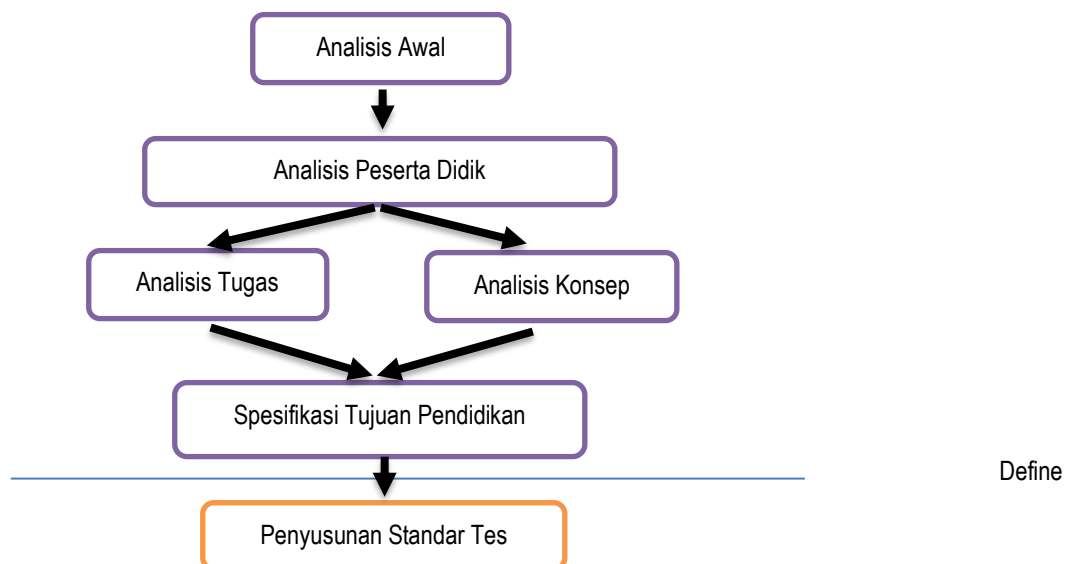 Analisis Awal
Analisis Peserta Didik
Analisis Tugas
Analisis Konsep
Spesifikasi Tujuan Pendidikan
Define
Penyusunan Standar Tes